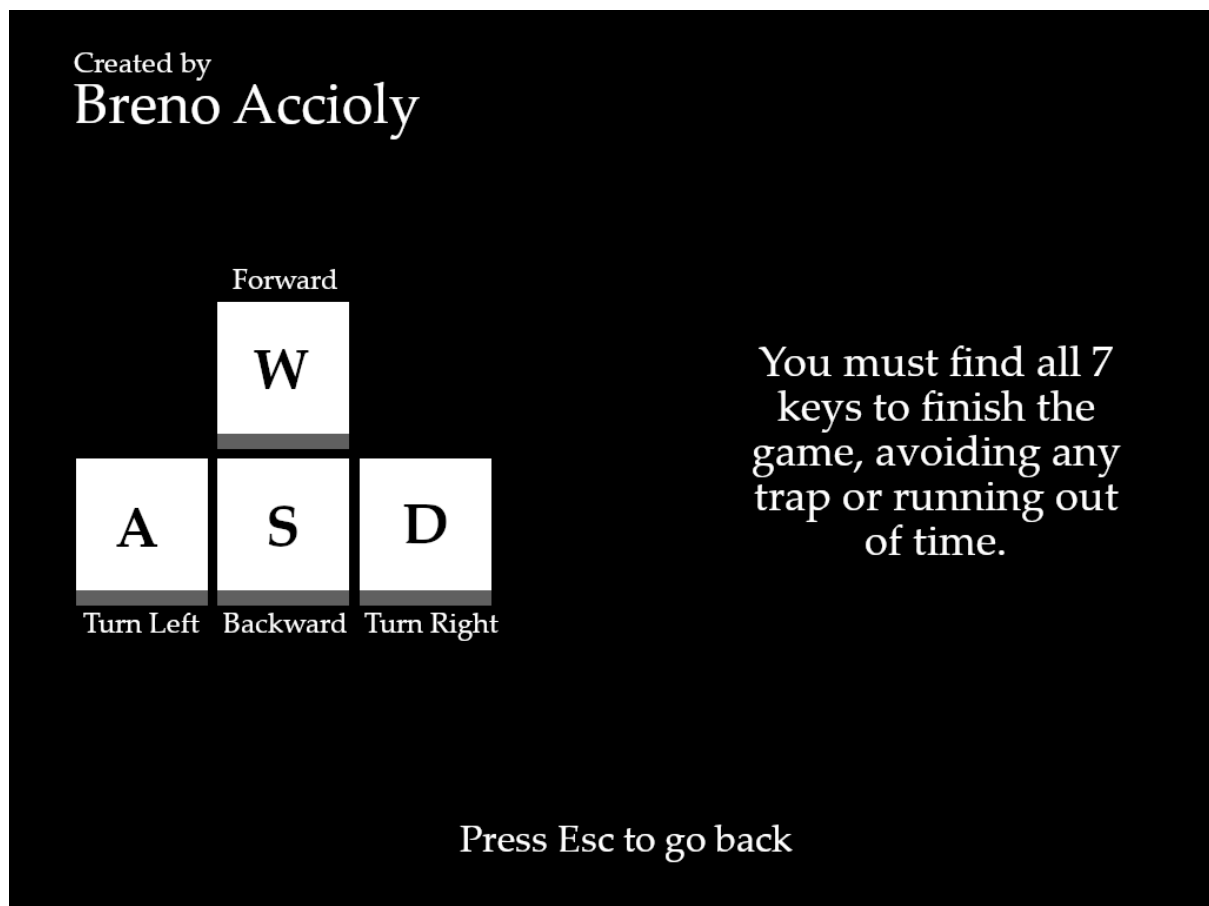 Created by
Breno Accioly
Forward
W
A S D
Turn Left Backward Turn Right
You must find all 7
keys to finish the
game, avoiding any
trap or running out
of time.
Press Esc to go back